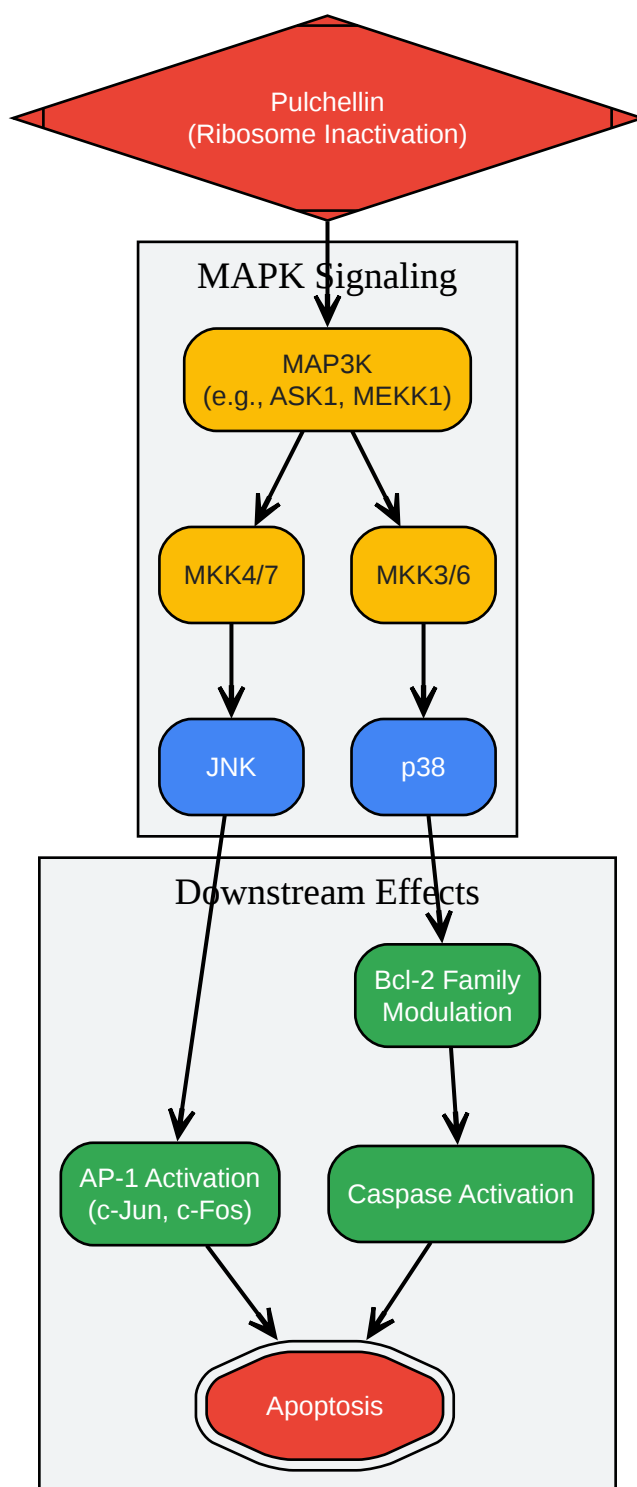 Pulchellin
(Ribosome Inactivation)
MAPK Signaling
MAP3K
(e.g., ASK1, MEKK1)
MKK4/7
MKK3/6
JNK
p38
Downstream Effects
Bcl-2 Family
Modulation
AP-1 Activation
(c-Jun, c-Fos)
Caspase Activation
Apoptosis